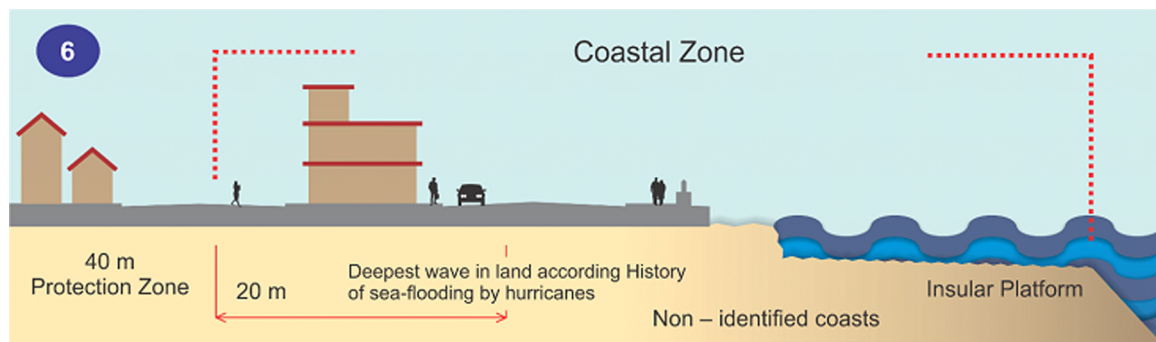 6
Coastal Zone
40 m
Protection Zone
20 m
Deepest wave in land according History
of sea-flooding by hurricanes
Insular Platform
Non – identified coasts